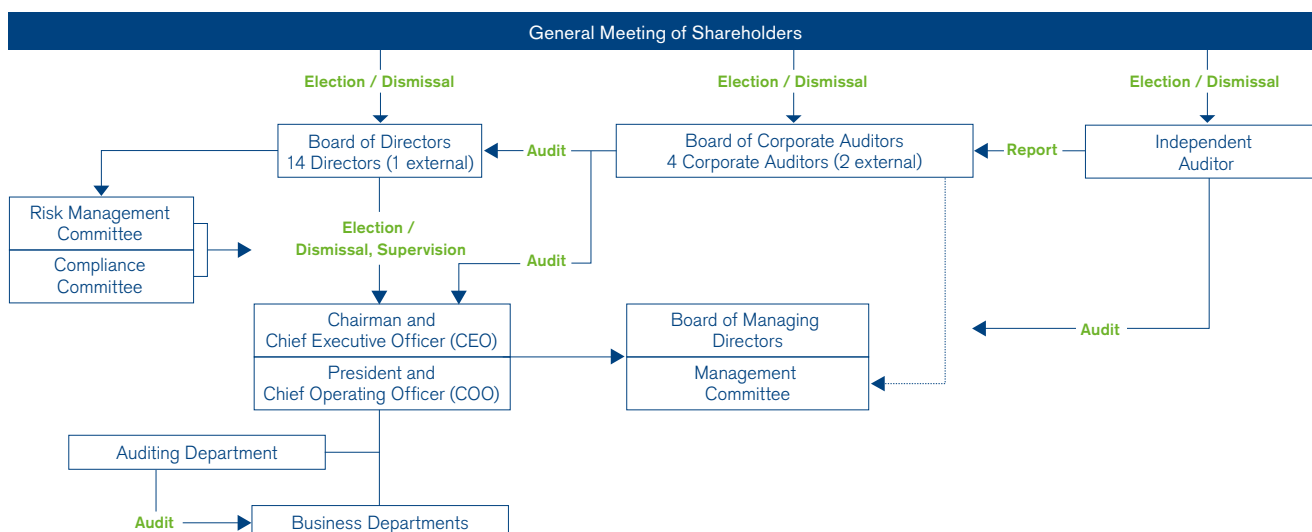 General Meeting of Shareholders
Election / Dismissal
Election / Dismissal
Election / Dismissal
Board of Directors
14 Directors (1 external)
Audit
Board of Corporate Auditors
4 Corporate Auditors (2 external)
Report
Independent
Auditor
Risk Management
Committee
Compliance
Committee
Election /
Dismissal, Supervision
Audit
Chairman and
Chief Executive Officer (CEO)
President and
Chief Operating Officer (COO)
Board of Managing
Directors
Management
Committee
Audit
Auditing Department
Audit
Business Departments